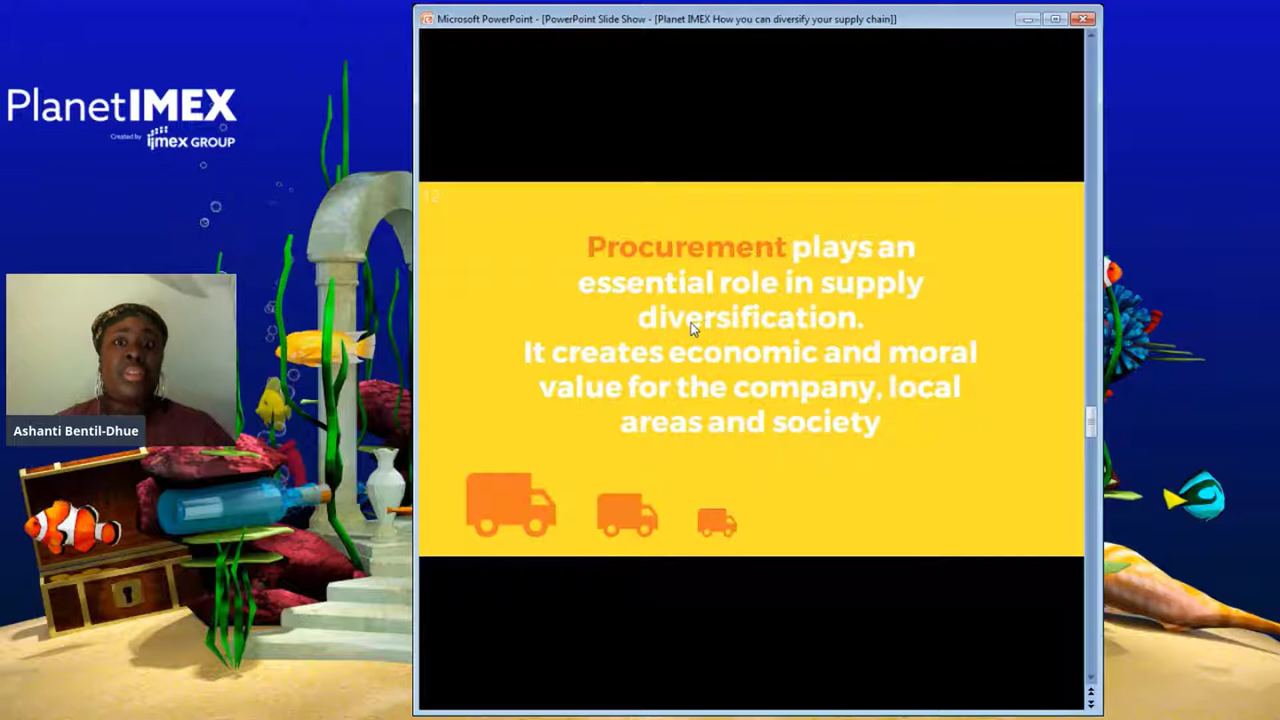 Microsoft PowerPoint - [PowerPoint Slide Show - [Planet IMEX How you can diversify your supply chain]]
PlanetIMEX
Created by imex GROUP
12
Procurement plays an
essential role in supply
diversification.
It creates economic and moral
value for the company, local
areas and society
Ashanti Bentil-Dhue